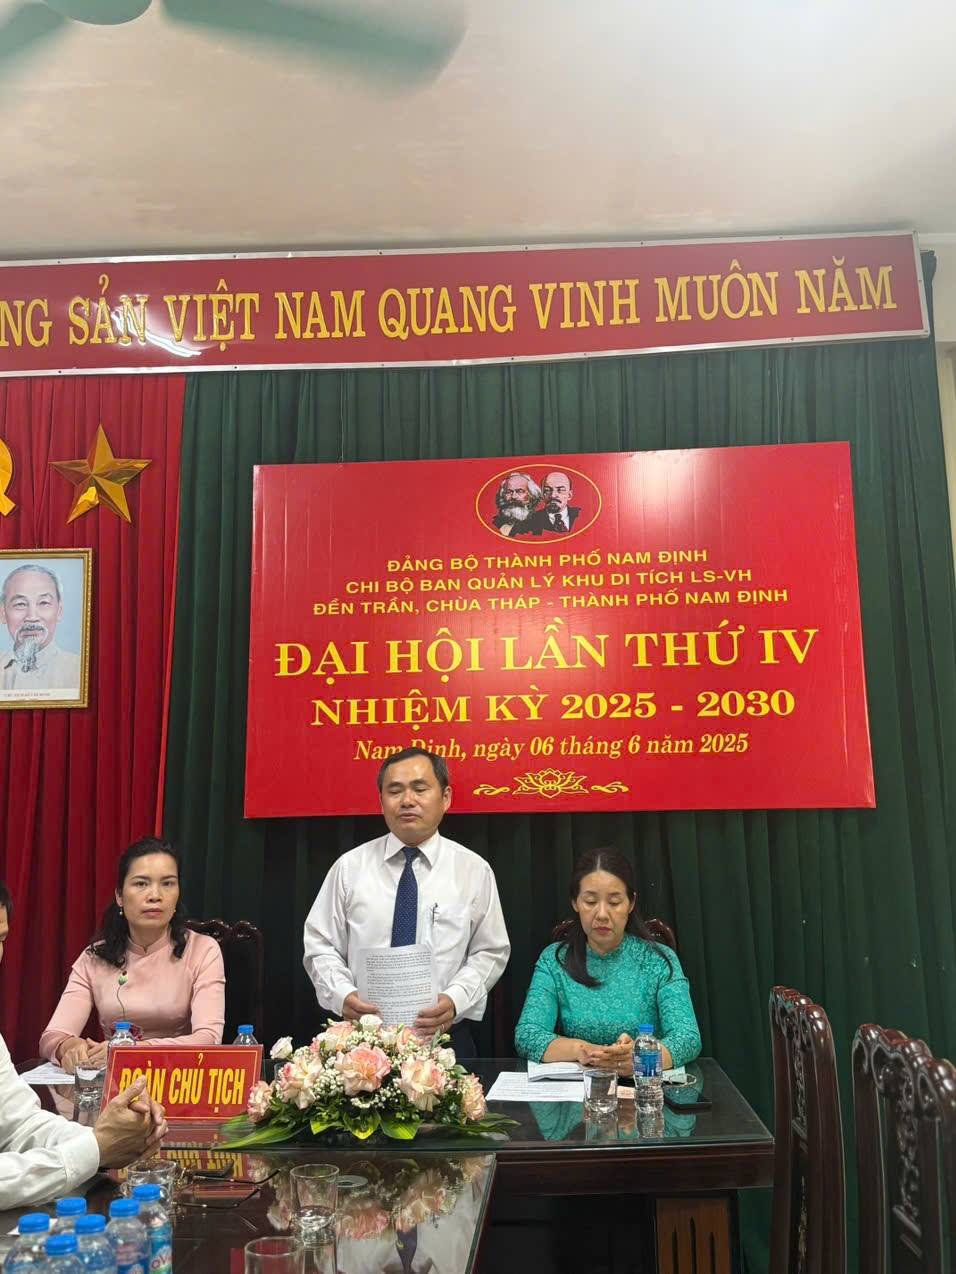 NG SẢN VIỆT NAM QUANG VINH MUÔN NĂM
ĐẢNG BỘ THÀNH PHỐ NAM ĐỊNH
CHI BỘ BAN QUẢN LÝ KHU DI TÍCH LS-VH
ĐỀN TRẦN, CHÙA THÁP - THÀNH PHỐ NAM ĐỊNH
ĐẠI HỘI LẦN THỨ IV
NHIỆM KỲ 2025 - 2030
Nam Định, ngày 06 tháng 6 năm 2025
ĐOÀN CHỦ TỊCH